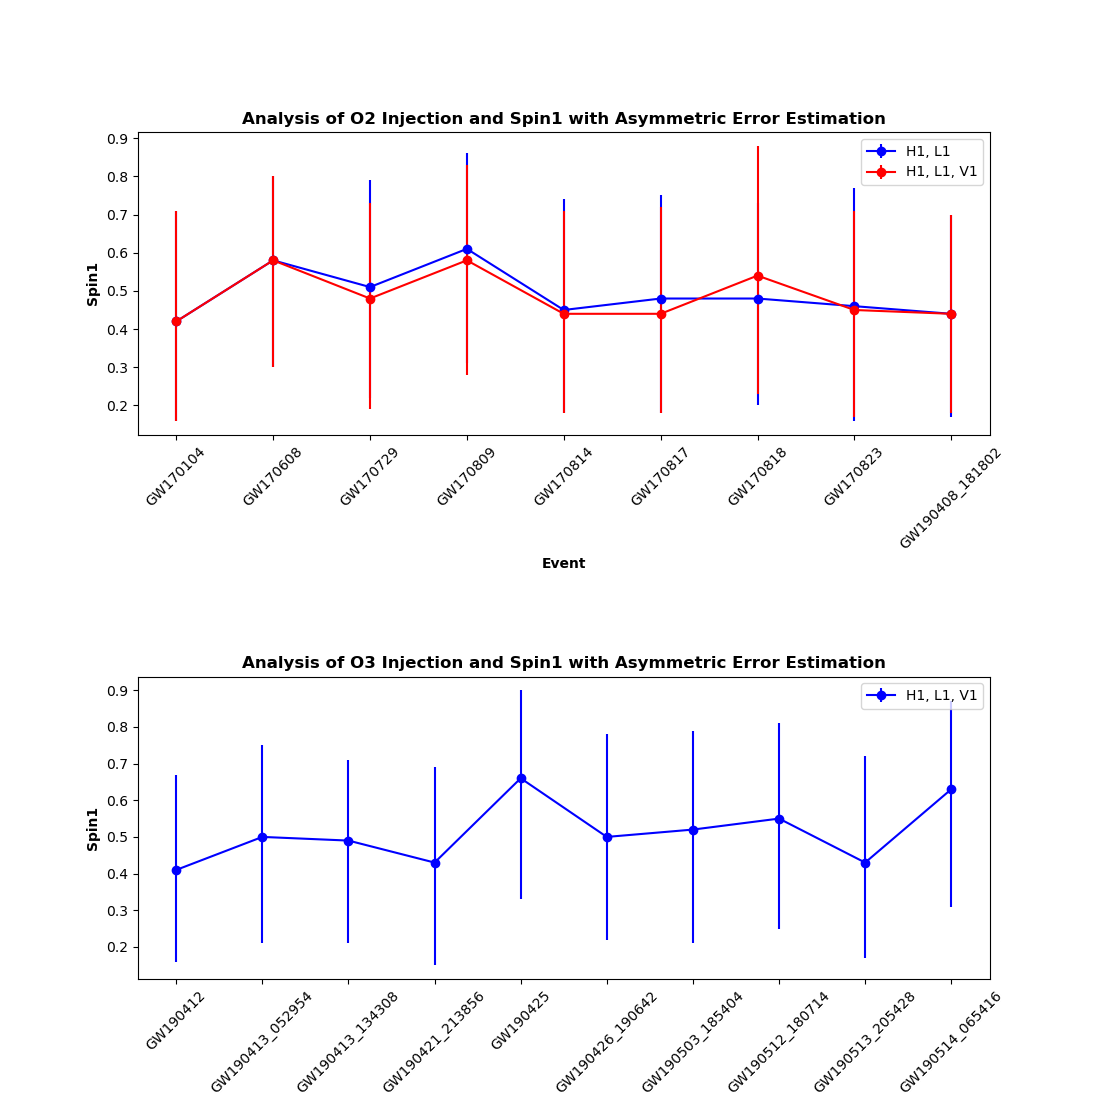 Analysis of O2 Injection and Spin1 with Asymmetric Error Estimation
0.9
0.8
0.7
0.6
0.5
0.4
0.3
0.2
Spin1
H1, L1
H1, L1, V1
GW170104
GW170608
GW170729
GW170809
GW170814
GW170817
GW170818
GW170823
GW190408_181802
Event
Analysis of O3 Injection and Spin1 with Asymmetric Error Estimation
0.9
0.8
0.7
0.6
0.5
0.4
0.3
0.2
Spin1
H1, L1, V1
GW190412
GW190413_052954
GW190413_134308
GW190421_213856
GW190425
GW190426_190642
GW190503_185404
GW190512_180714
GW190513_205428
GW190514_065416